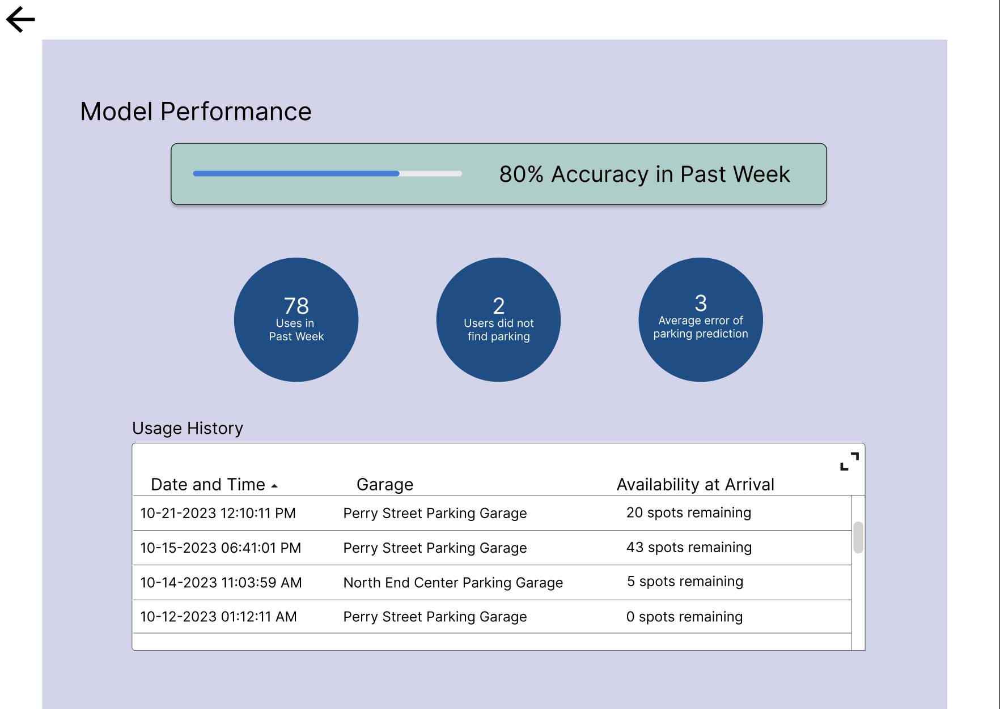 Model Performance
80% Accuracy in Past Week
78
Uses in
Past Week
2
Users did not
find parking
3
Average error of
parking prediction
Usage History
Date and Time Garage Availability at Arrival
10-21-2023 12:10:11 PM Perry Street Parking Garage 20 spots remaining
10-15-2023 06:41:01 PM Perry Street Parking Garage 43 spots remaining
10-14-2023 11:03:59 AM North End Center Parking Garage 5 spots remaining
10-12-2023 01:12:11 AM Perry Street Parking Garage 0 spots remaining